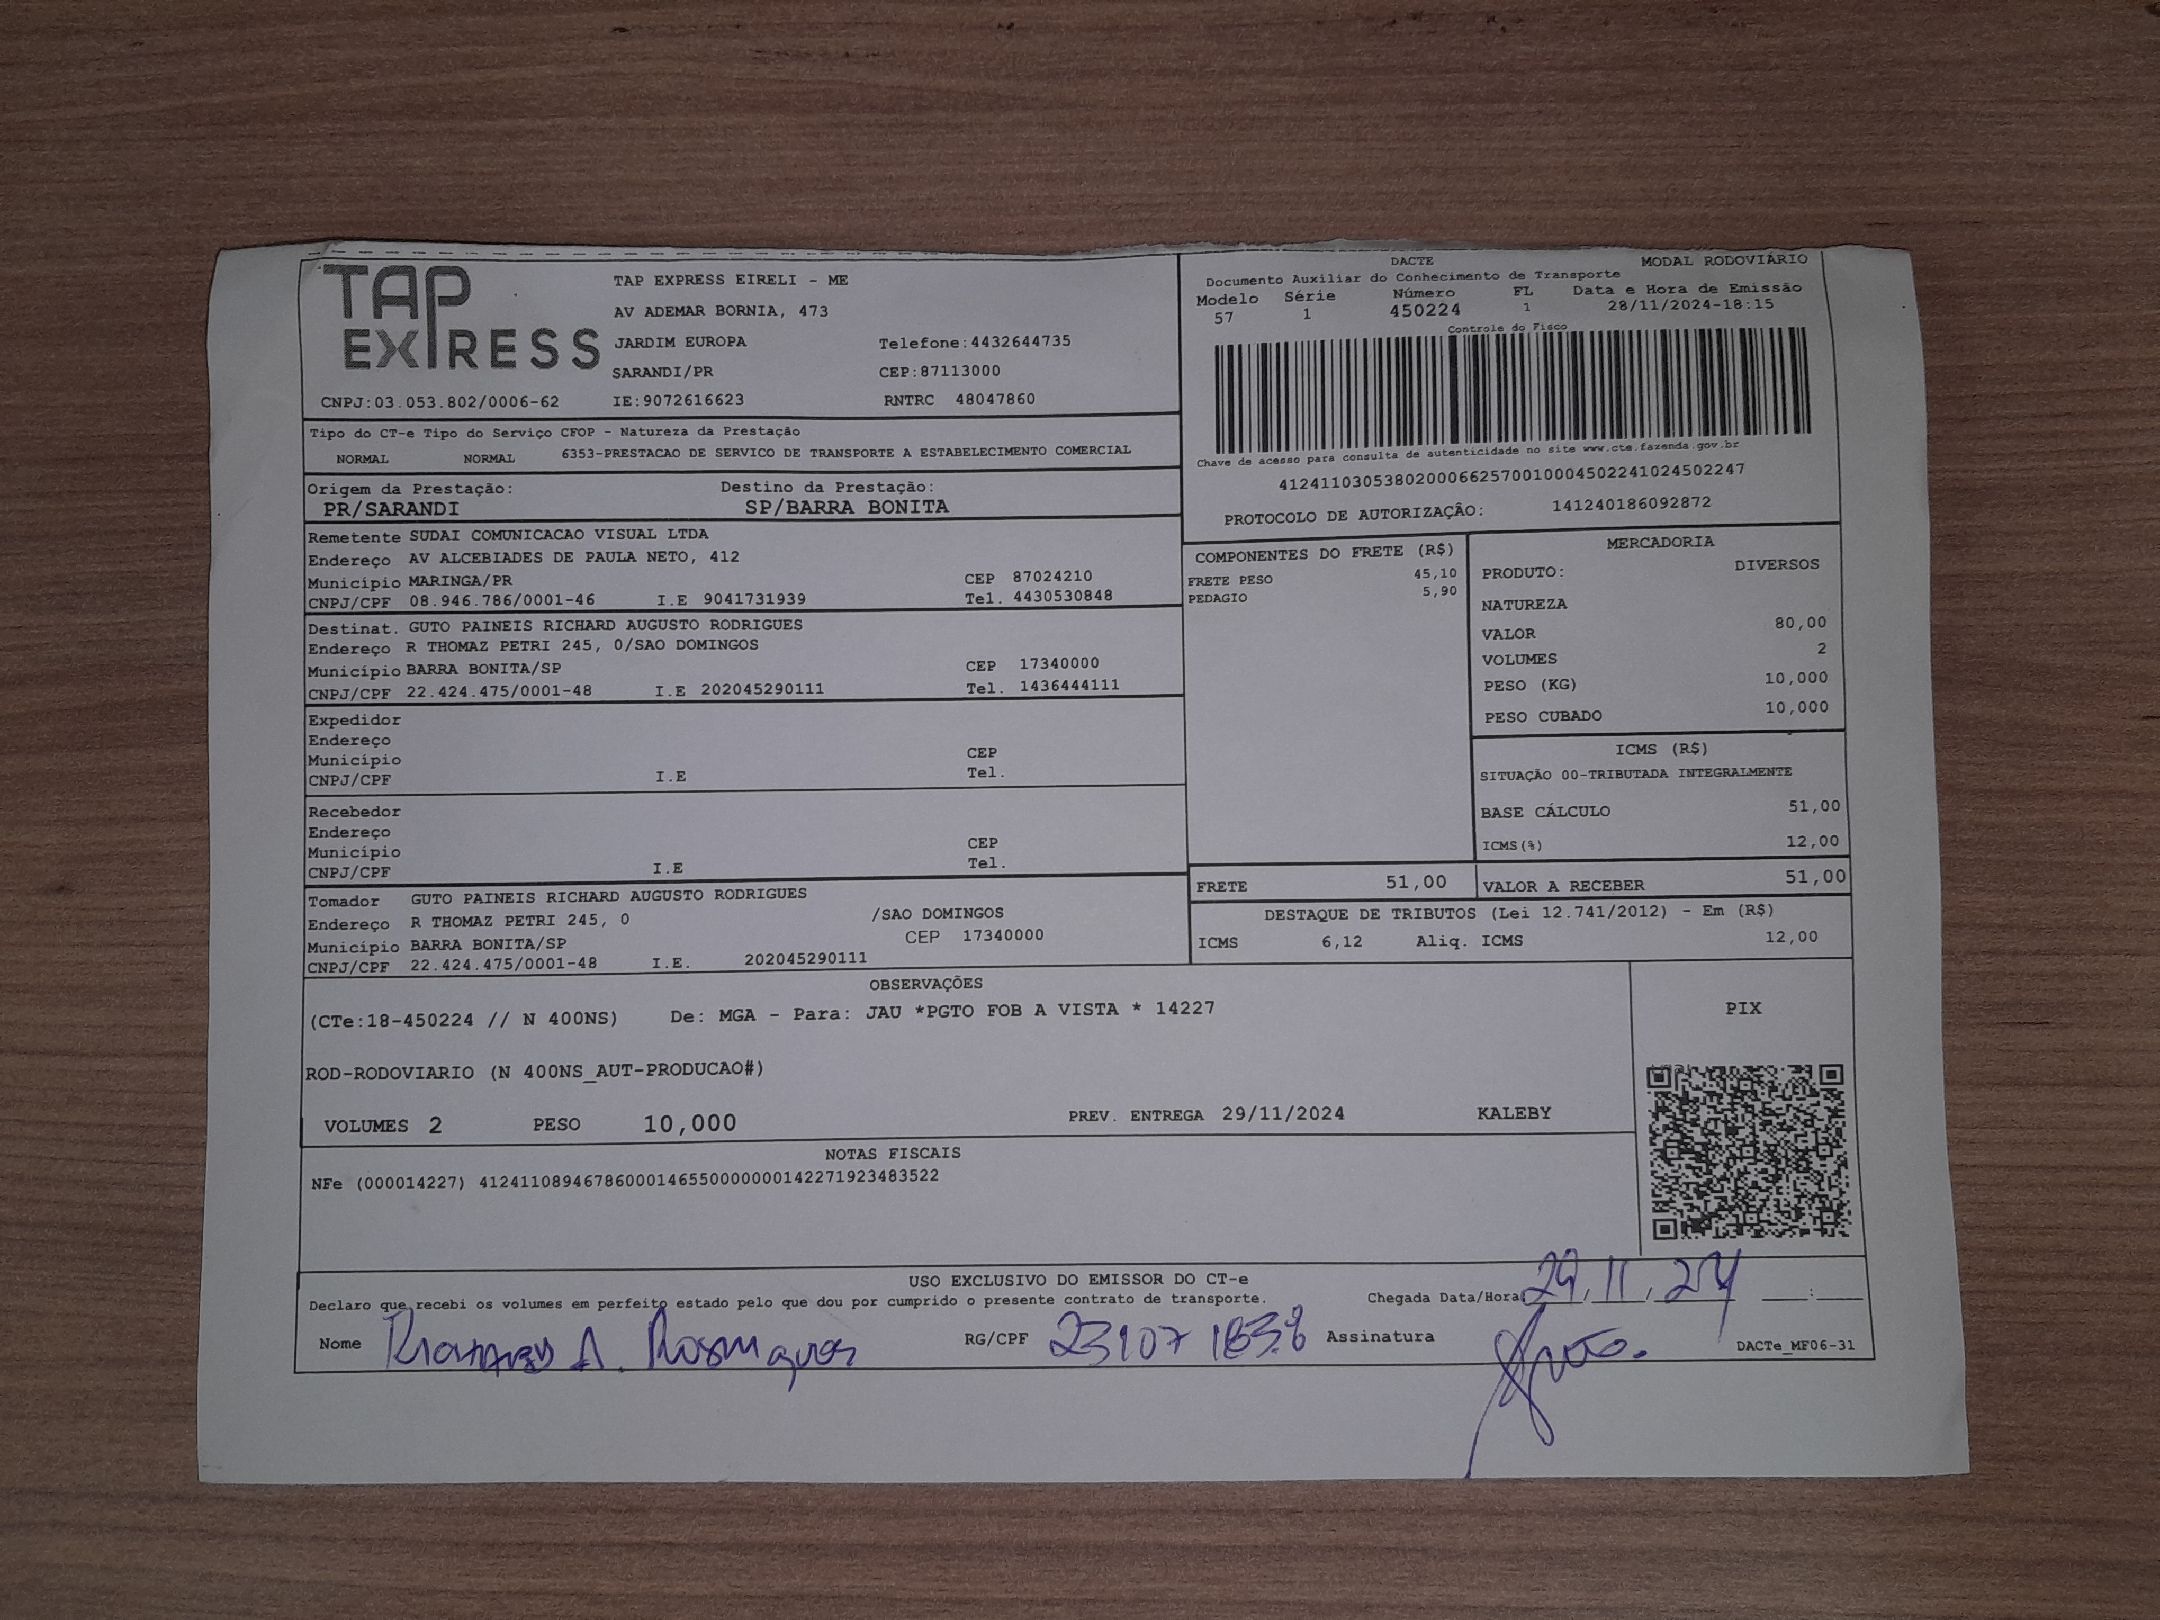 TAP EXPRESS
TAP EXPRESS EIRELI - ME
AV ADEMAR BORNIA, 473
JARDIM EUROPA Telefone:4432644735
SARANDI/PR CEP:87113000
CNPJ:03.053.802/0006-62 IE:9072616623 RNTRC 48047860
DACTE MODAL RODOVIÁRIO
Documento Auxiliar do Conhecimento de Transporte
Modelo Série Número FL Data e Hora de Emissão
57 1 450224 1 28/11/2024-18:15
Controle do Fisco
Chave de acesso para consulta de autenticidade no site www.cte.fazenda.gov.br
41241103053802000662570010004502241024502247
PROTOCOLO DE AUTORIZAÇÃO: 141240186092872
Tipo do CT-e Tipo do Serviço CFOP - Natureza da Prestação
NORMAL NORMAL 6353-PRESTACAO DE SERVICO DE TRANSPORTE A ESTABELECIMENTO COMERCIAL
Origem da Prestação: Destino da Prestação:
PR/SARANDI SP/BARRA BONITA
Remetente SUDAI COMUNICACAO VISUAL LTDA
Endereço AV ALCEBIADES DE PAULA NETO, 412
Município MARINGA/PR CEP 87024210
CNPJ/CPF 08.946.786/0001-46 I.E 9041731939 Tel. 4430530848
Destinat. GUTO PAINEIS RICHARD AUGUSTO RODRIGUES
Endereço R THOMAZ PETRI 245, 0/SAO DOMINGOS
Município BARRA BONITA/SP CEP 17340000
CNPJ/CPF 22.424.475/0001-48 I.E 202045290111 Tel. 1436444111
Expedidor
Endereço
Município CEP
CNPJ/CPF I.E Tel.
Recebedor
Endereço
Município CEP
CNPJ/CPF I.E Tel.
Tomador GUTO PAINEIS RICHARD AUGUSTO RODRIGUES
Endereço R THOMAZ PETRI 245, 0 /SAO DOMINGOS
Município BARRA BONITA/SP CEP 17340000
CNPJ/CPF 22.424.475/0001-48 I.E. 202045290111
COMPONENTES DO FRETE (R$)
FRETE PESO 45,10
PEDAGIO 5,90
MERCADORIA
PRODUTO: DIVERSOS
NATUREZA
VALOR 80,00
VOLUMES 2
PESO (KG) 10,000
PESO CUBADO 10,000
ICMS (R$)
SITUAÇÃO 00-TRIBUTADA INTEGRALMENTE
BASE CÁLCULO 51,00
ICMS(%) 12,00
FRETE 51,00 VALOR A RECEBER 51,00
DESTAQUE DE TRIBUTOS (Lei 12.741/2012) - Em (R$)
ICMS 6,12 Aliq. ICMS 12,00
OBSERVAÇÕES
(CTe:18-450224 // N 400NS) De: MGA - Para: JAU *PGTO FOB A VISTA * 14227
ROD-RODOVIARIO (N 400NS_AUT-PRODUCAO#)
VOLUMES 2 PESO 10,000 PREV. ENTREGA 29/11/2024 KALEBY
PIX
NOTAS FISCAIS
NFe (000014227) 41241108946786000146550000000142271923483522
USO EXCLUSIVO DO EMISSOR DO CT-e
Declaro que recebi os volumes em perfeito estado pelo que dou por cumprido o presente contrato de transporte. Chegada Data/Hora: 29,11,24
Nome A. RG/CPF Assinatura
DACTe_MF06-31